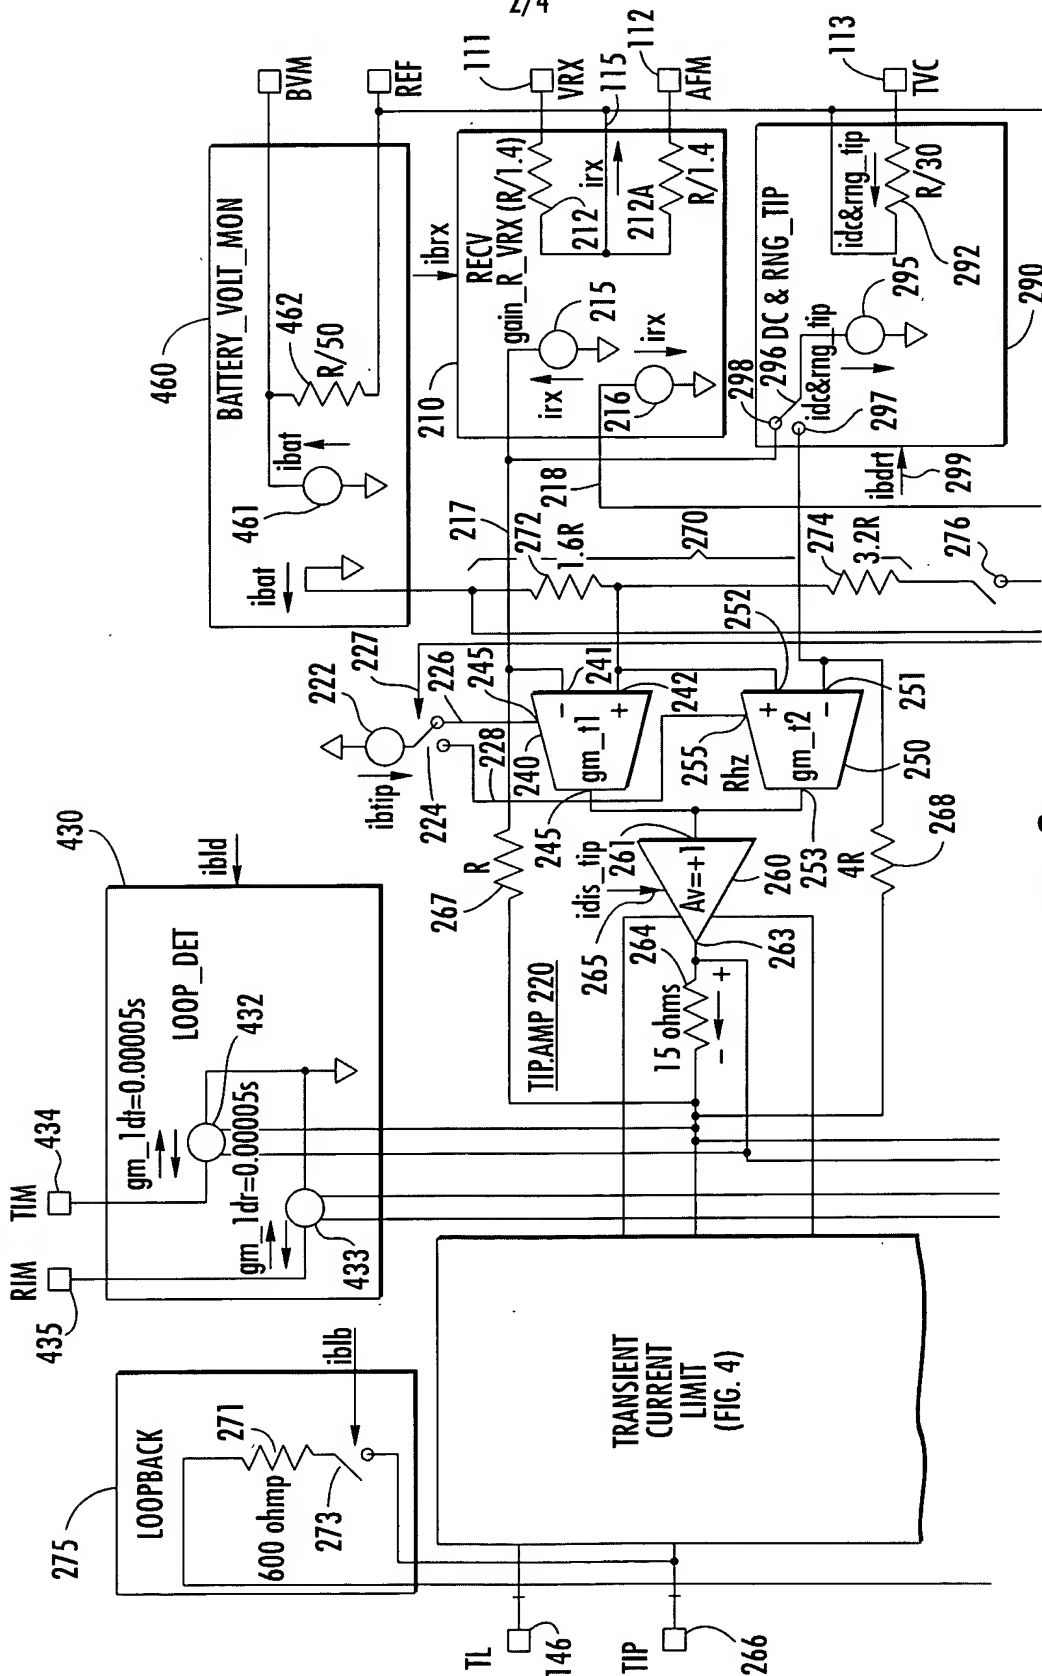 2/4
BVM
REF
111
VRX
112
AFM
115
113
TVC
460
BATTERY_VOLT_MON
462
R/50
ibat
461
ibat
ibrx
RECV
gain_R_VRX (R/1.4)
210
212
irx
212A
R/1.4
215
irx
216
irx
DC & RNG_TIP
idc&rng_tip
R/30
292
295
idc&rng_tip
296
298
297
290
ibdrt
299
217
218
272
1.6R
270
274
3.2R
276
222
227
226
ibtip
224
228
245
240
241
242
gm_t1
-
+
245
252
255
Rhz
gm_t2
+
-
251
250
253
R
267
4R
268
idis_tip
261
Av=+1
260
265
263
264
15 ohms
- +
TIP.AMP 220
430
ibld
LOOP_DET
gm_1dt=0.00005s
432
gm_1dr=0.00005s
433
TIM
434
RIM
435
275
LOOPBACK
271
600 ohmp
273
iblb
TRANSIENT
CURRENT
LIMIT
(FIG. 4)
TL
146
TIP
266